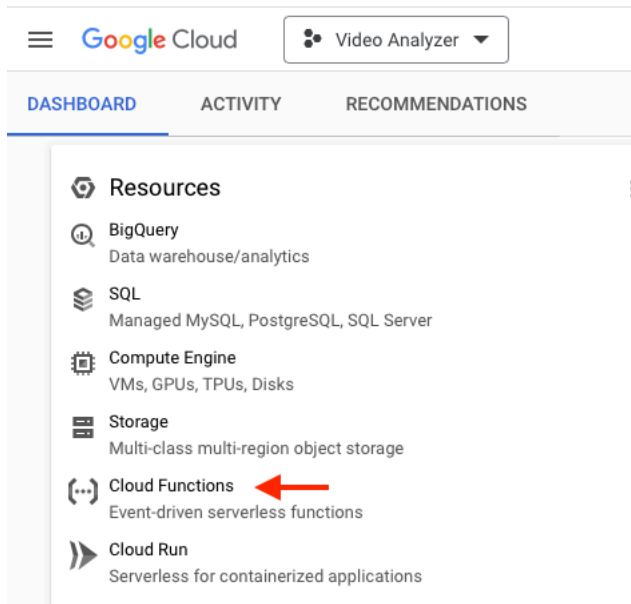 Google Cloud
Video Analyzer
DASHBOARD ACTIVITY RECOMMENDATIONS
Resources
BigQuery
Data warehouse/analytics
SQL
Managed MySQL, PostgreSQL, SQL Server
Compute Engine
VMs, GPUs, TPUs, Disks
Storage
Multi-class multi-region object storage
Cloud Functions
Event-driven serverless functions
Cloud Run
Serverless for containerized applications